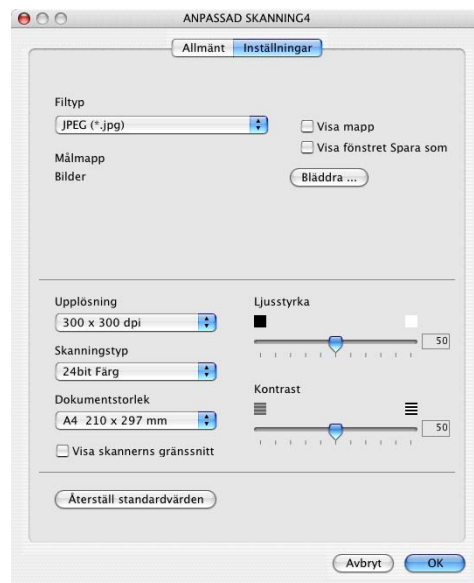 ANPASSAD SKANNING4
Allmänt Inställningar
Filtyp
JPEG (*.jpg)
Visa mapp
Visa fönstret Spara som
Målmapp
Bilder
Bläddra ...
Upplösning
300 x 300 dpi
Skanningstyp
24bit Färg
Dokumentstorlek
A4 210 x 297 mm
Visa skannerns gränssnitt
Ljusstyrka
50
Kontrast
50
Återställ standardvärden
Avbryt OK